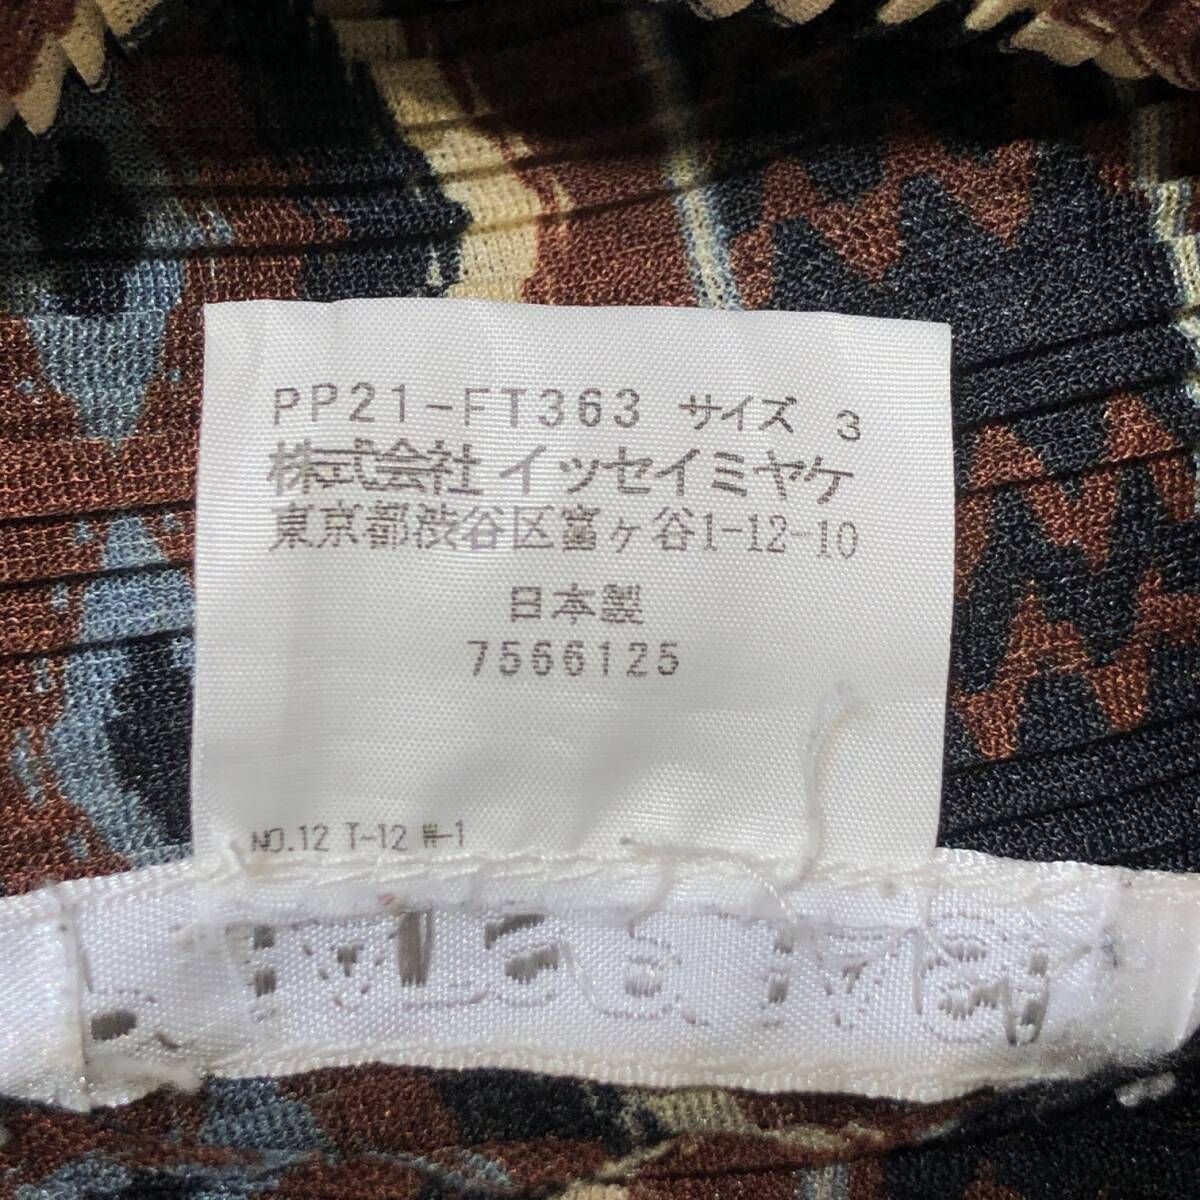 PP21-FT363 サイズ 3
株式会社 イッセイミヤケ
東京都渋谷区富ヶ谷1-12-10
日本製
7566125
NO.12 T-12 W-1